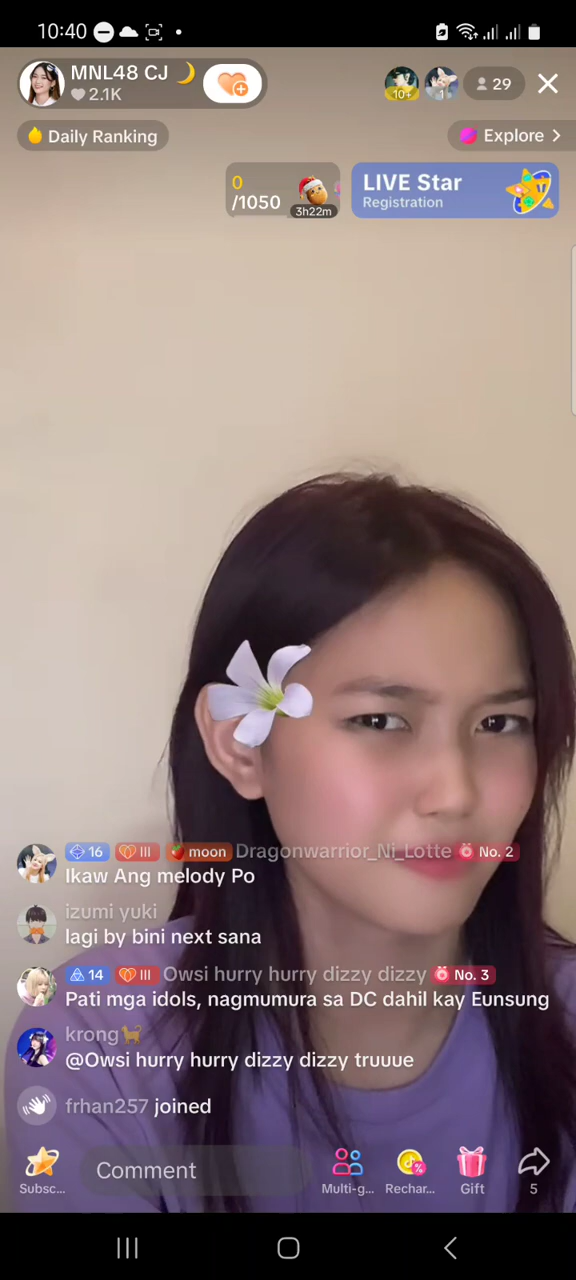 10:40
MNL48 CJ 🌙
2.1K
10+
1
29
Daily Ranking
Explore >
0
/1050
3h22m
LIVE Star
Registration
16 III moon Dragonwarrior_Ni_Lotte No. 2
Ikaw Ang melody Po
izumi yuki
lagi by bini next sana
14 III Owsi hurry hurry dizzy dizzy No. 3
Pati mga idols, nagmumura sa DC dahil kay Eunsung
krong🐈
@Owsi hurry hurry dizzy dizzy truuue
frhan257 joined
Comment
Subsc...
Multi-g...
Rechar...
Gift
5